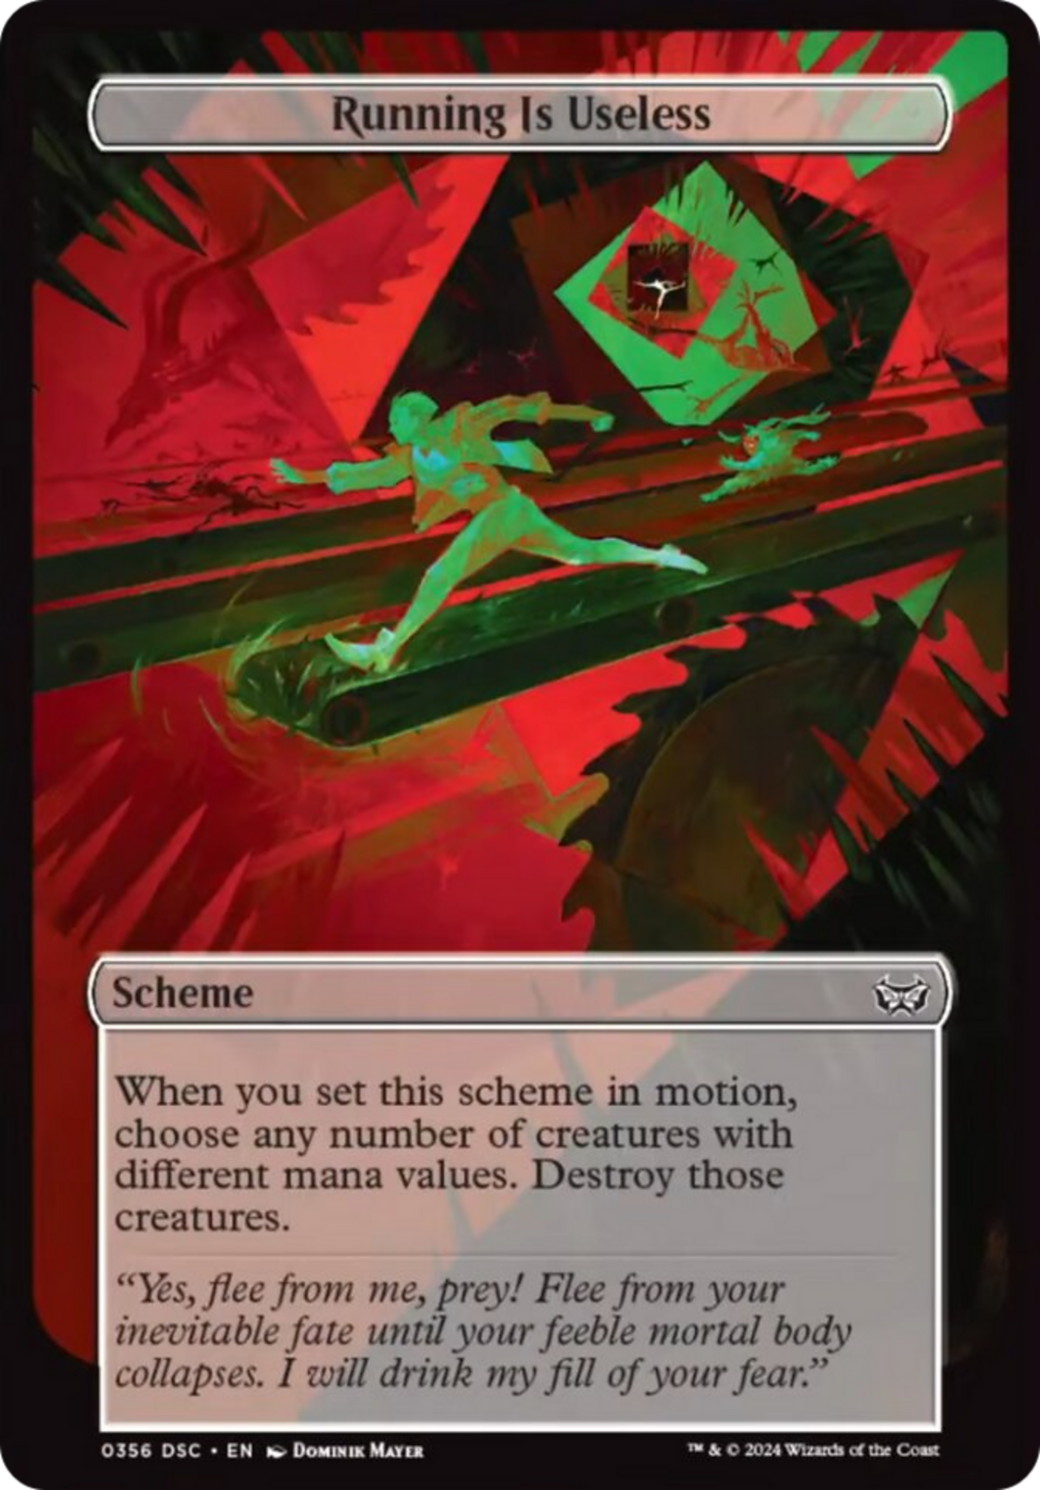 Running Is Useless
Scheme
When you set this scheme in motion,
choose any number of creatures with
different mana values. Destroy those
creatures.
“Yes, flee from me, prey! Flee from your
inevitable fate until your feeble mortal body
collapses. I will drink my fill of your fear.”
0356 DSC • EN Dominik Mayer
™ & © 2024 Wizards of the Coast